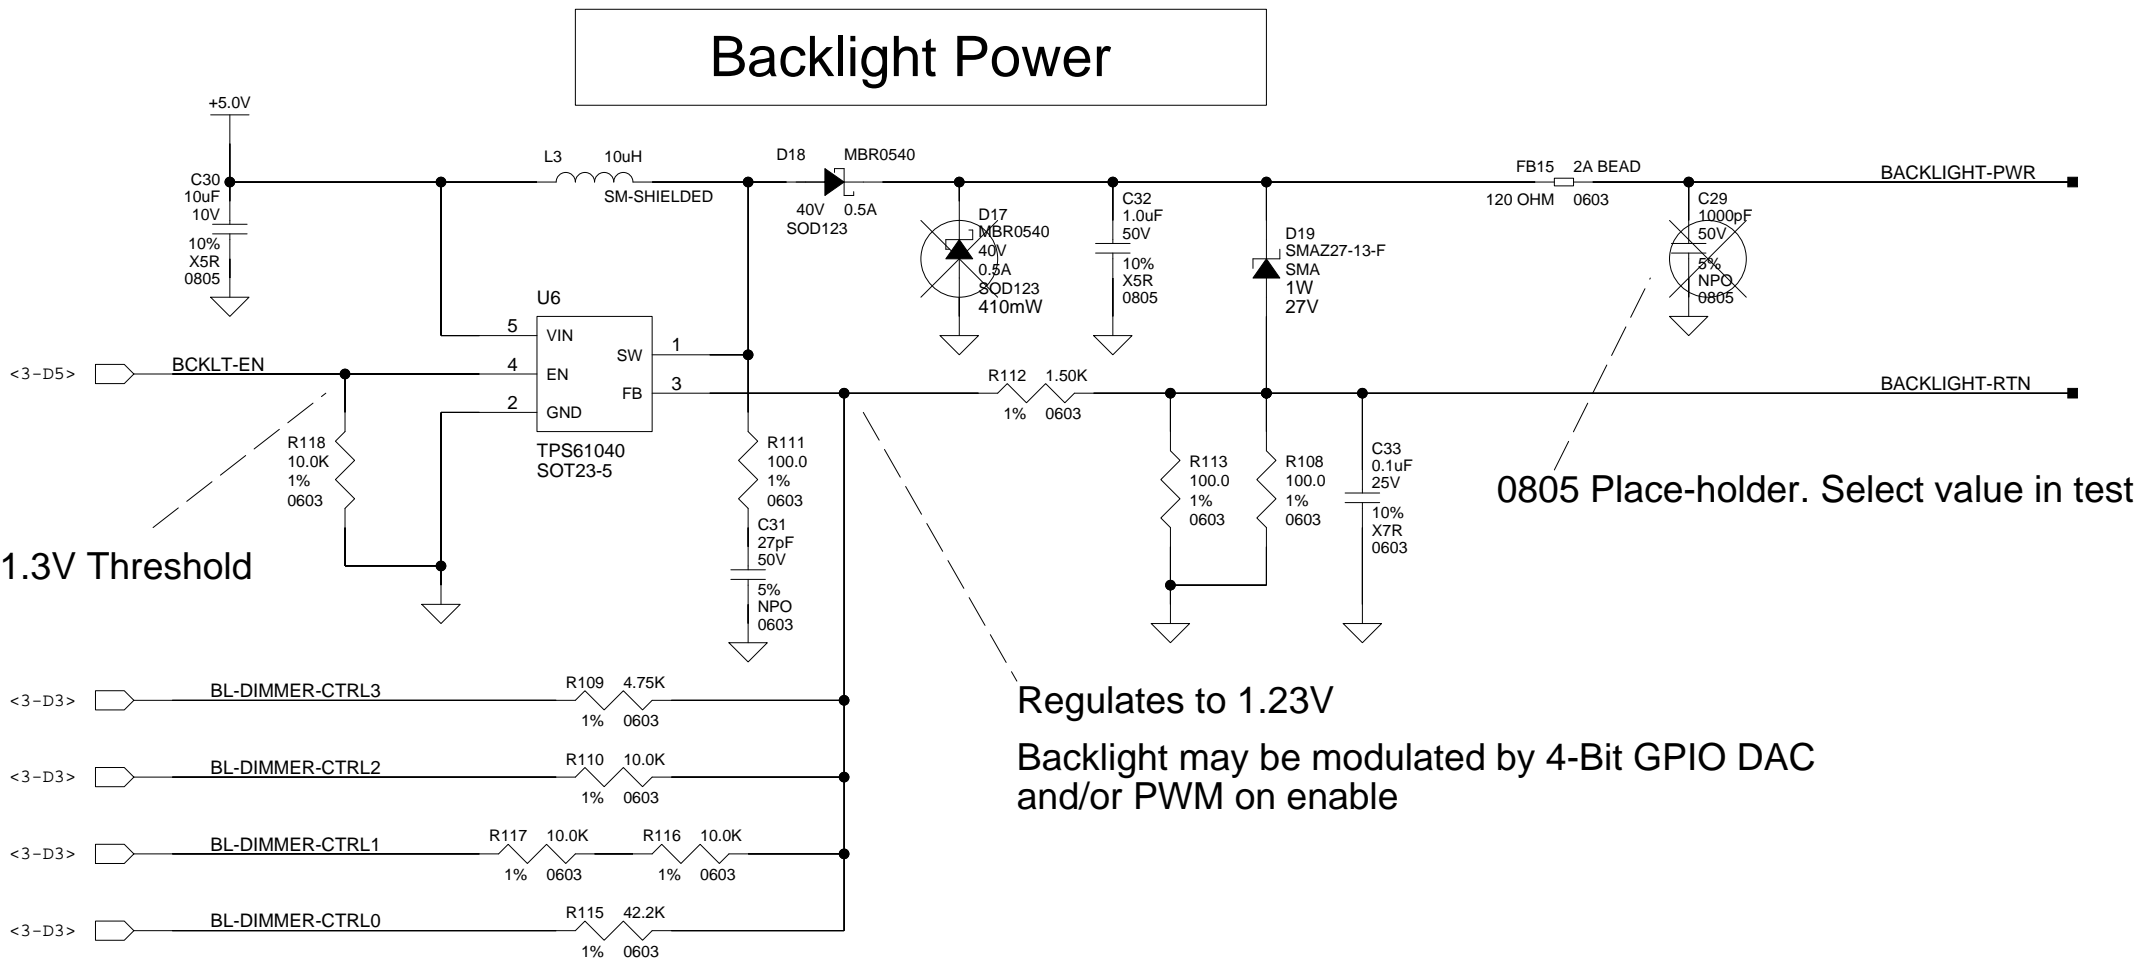 Backlight Power
+5.0V
C30
10uF
10V
10%
X5R
0805
L3 10uH
SM-SHIELDED
D18 MBR0540
40V 0.5A
SOD123
D17
MBR0540
40V
0.5A
SOD123
410mW
C32
1.0uF
50V
10%
X5R
0805
D19
SMAZ27-13-F
SMA
1W
27V
FB15 2A BEAD
120 OHM 0603
C29
1000pF
50V
5%
NPO
0805
BACKLIGHT-PWR
U6
5 VIN
4 EN
2 GND
SW 1
FB 3
TPS61040
SOT23-5
<3-D5> BCKLT-EN
R118
10.0K
1%
0603
1.3V Threshold
R111
100.0
1%
0603
C31
27pF
50V
5%
NPO
0603
R112 1.50K
1% 0603
BACKLIGHT-RTN
R113
100.0
1%
0603
R108
100.0
1%
0603
C33
0.1uF
25V
10%
X7R
0603
0805 Place-holder. Select value in test
<3-D3> BL-DIMMER-CTRL3
R109 4.75K
1% 0603
<3-D3> BL-DIMMER-CTRL2
R110 10.0K
1% 0603
<3-D3> BL-DIMMER-CTRL1
R117 10.0K
1% 0603
R116 10.0K
1% 0603
<3-D3> BL-DIMMER-CTRL0
R115 42.2K
1% 0603
Regulates to 1.23V
Backlight may be modulated by 4-Bit GPIO DAC
and/or PWM on enable